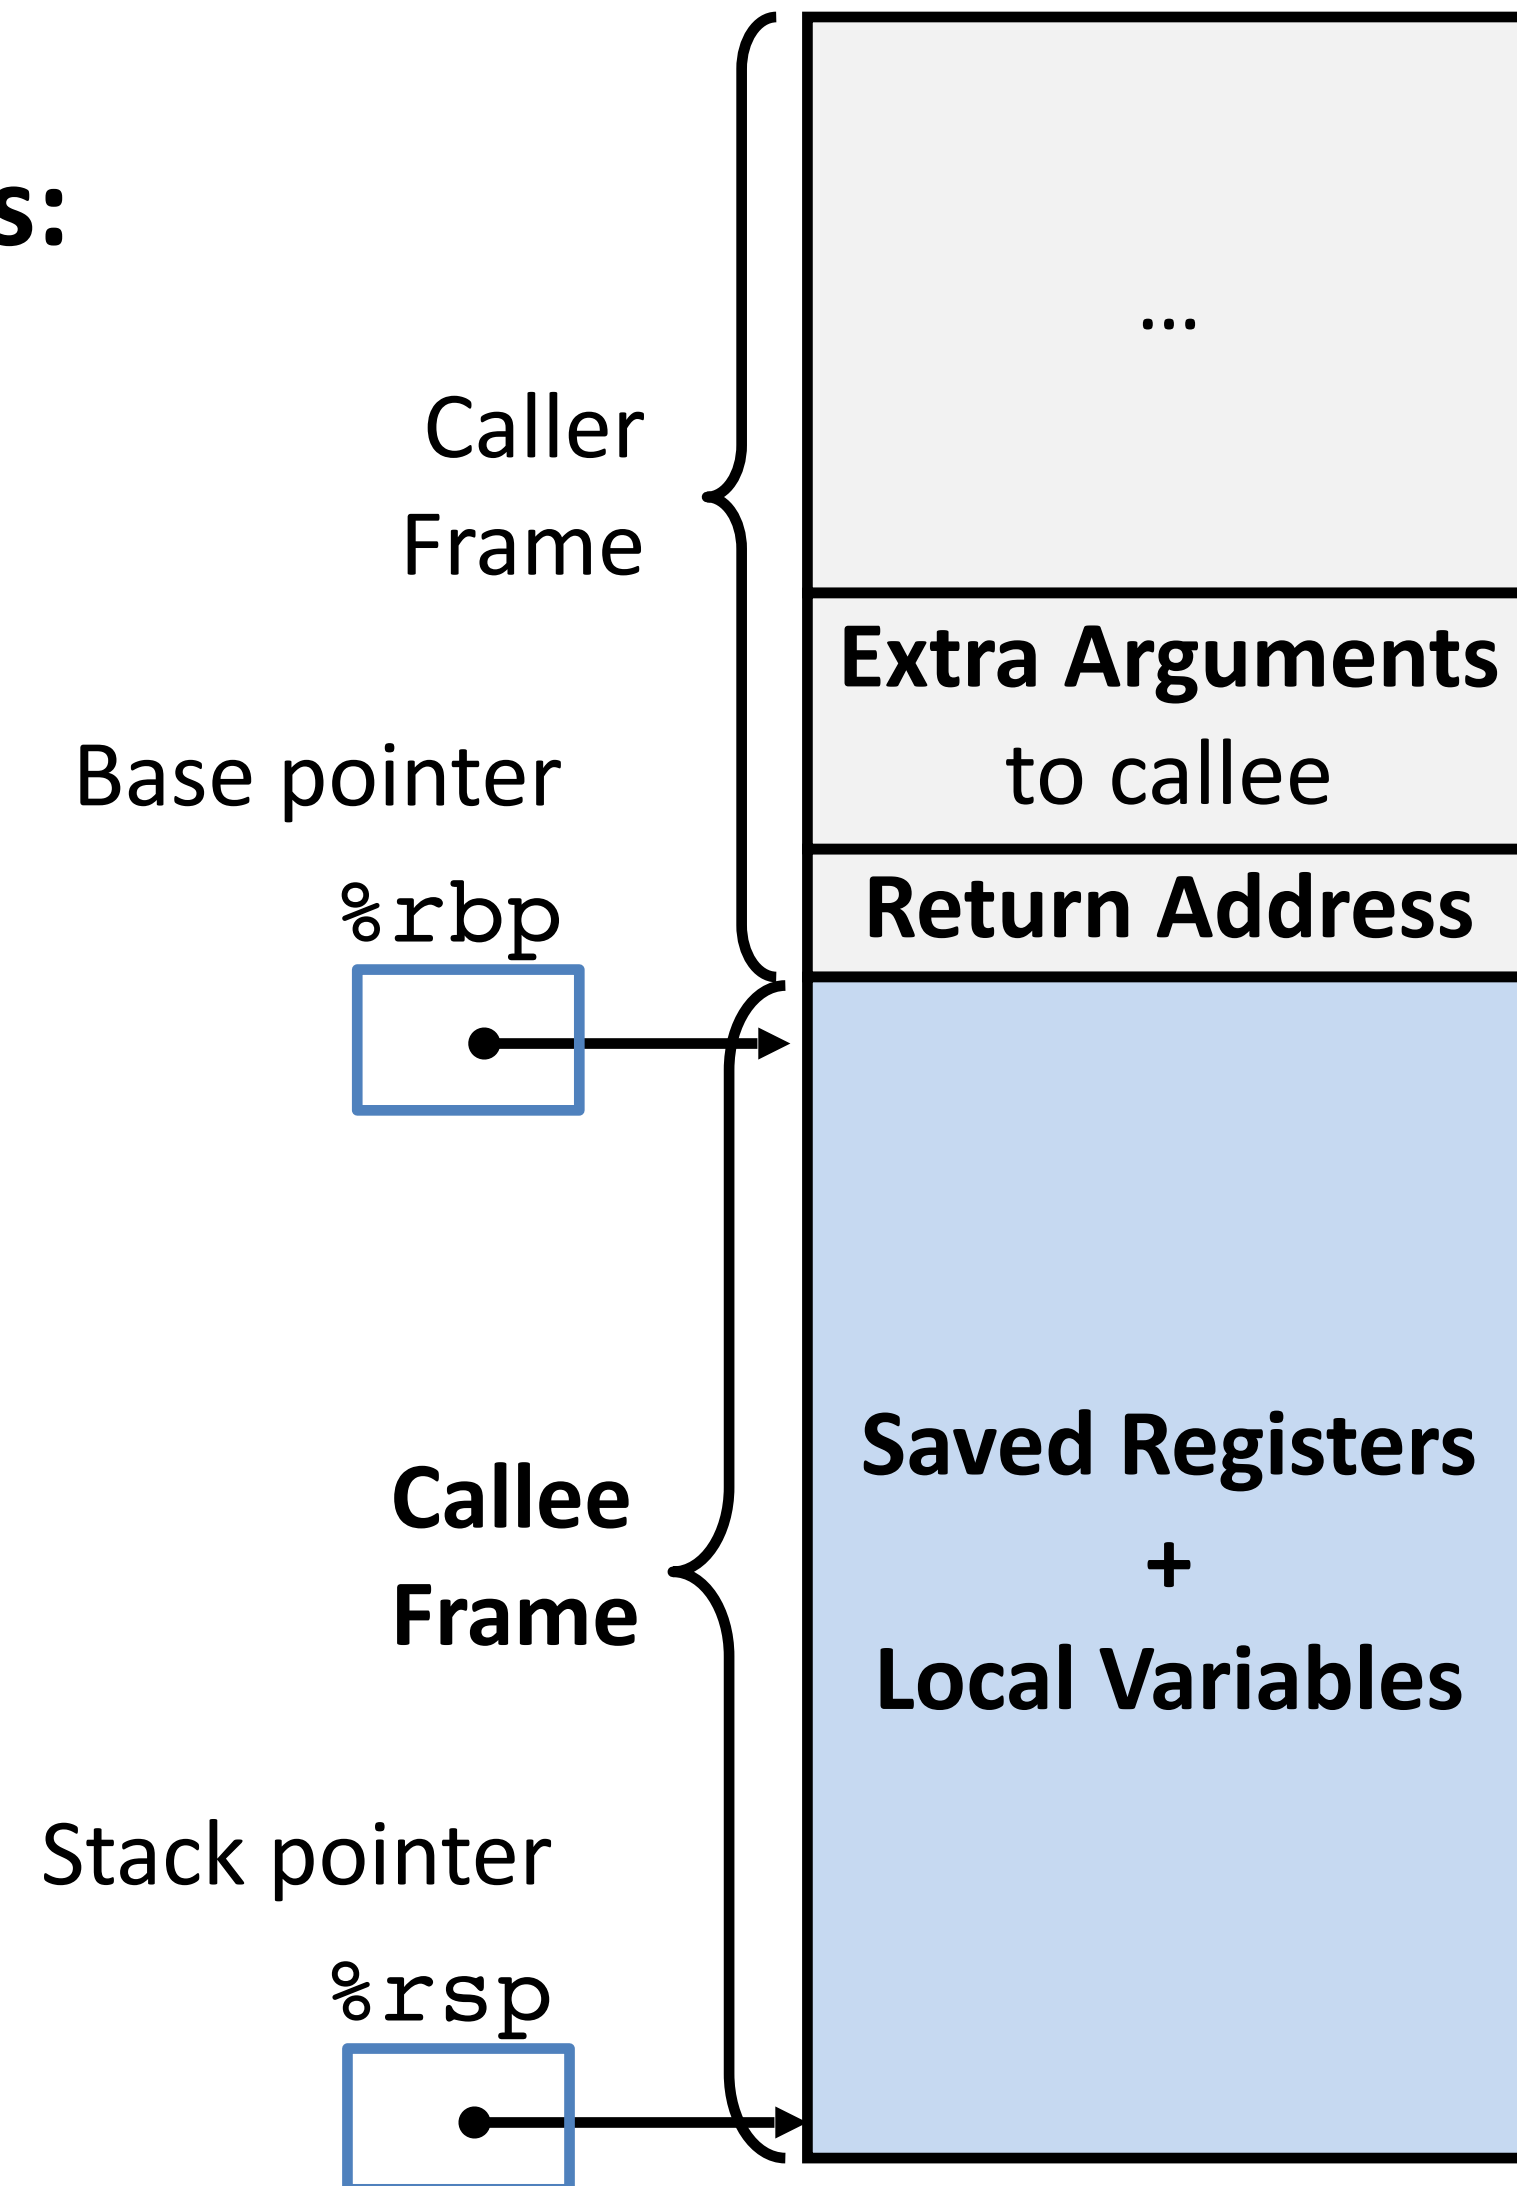 s:
...
Caller
Frame
Extra Arguments
to callee
Base pointer
%rbp
Return Address
Saved Registers
+
Local Variables
Callee
Frame
Stack pointer
%rsp